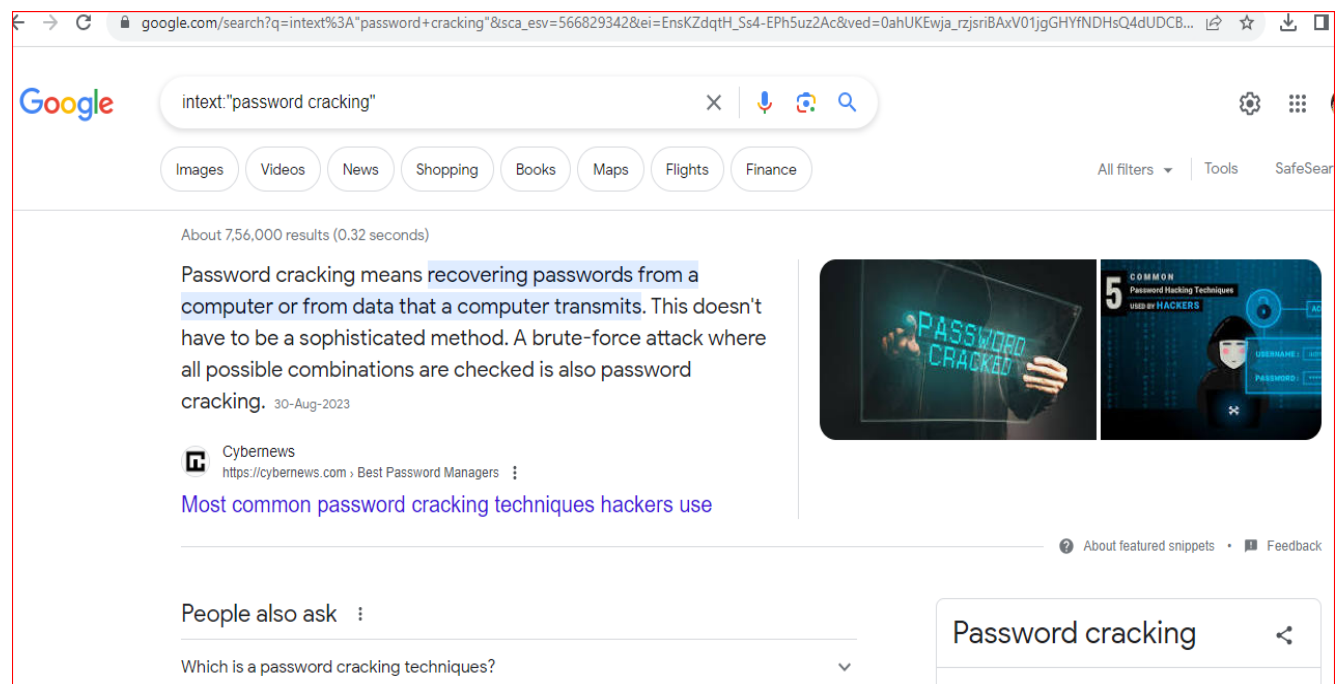 google.com/search?q=intext%3A"password+cracking"&sca_esv=566829342&ei=EnsKZdqtH_Ss4-EPh5uz2Ac&ved=0ahUKEwja_rzjsriBAxV01jgGHYfNDHsQ4dUDCB...
Google
intext:"password cracking"
Images Videos News Shopping Books Maps Flights Finance All filters Tools SafeSear
About 7,56,000 results (0.32 seconds)
Password cracking means recovering passwords from a
computer or from data that a computer transmits. This doesn't
have to be a sophisticated method. A brute-force attack where
all possible combinations are checked is also password
cracking. 30-Aug-2023
PASSWORD
CRACKED
5 COMMON
Password Hacking Techniques
USED BY HACKERS
USERNAME:
PASSWORD:
Cybernews
https://cybernews.com › Best Password Managers
Most common password cracking techniques hackers use
About featured snippets • Feedback
People also ask
Which is a password cracking techniques?
Password cracking